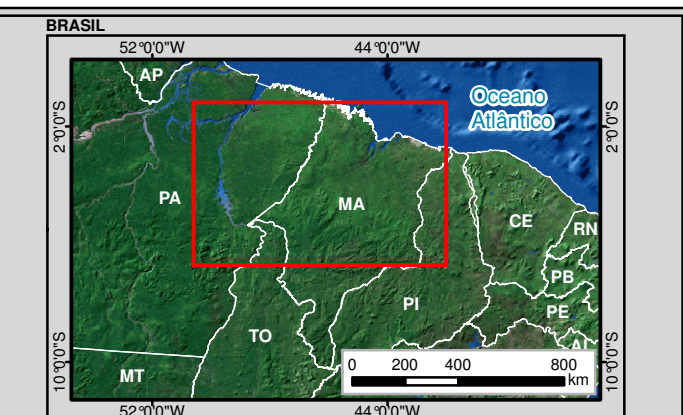 BRASIL
52°0'0"W 44°0'0"W
AP
Oceano
Atlântico
2°0'0"S 2°0'0"S
PA
MA
CE
RN
PB
PI
PE
TO
AL
MT
10°0'0"S 10°0'0"S
0 200 400 800
km
52°0'0"W 44°0'0"W